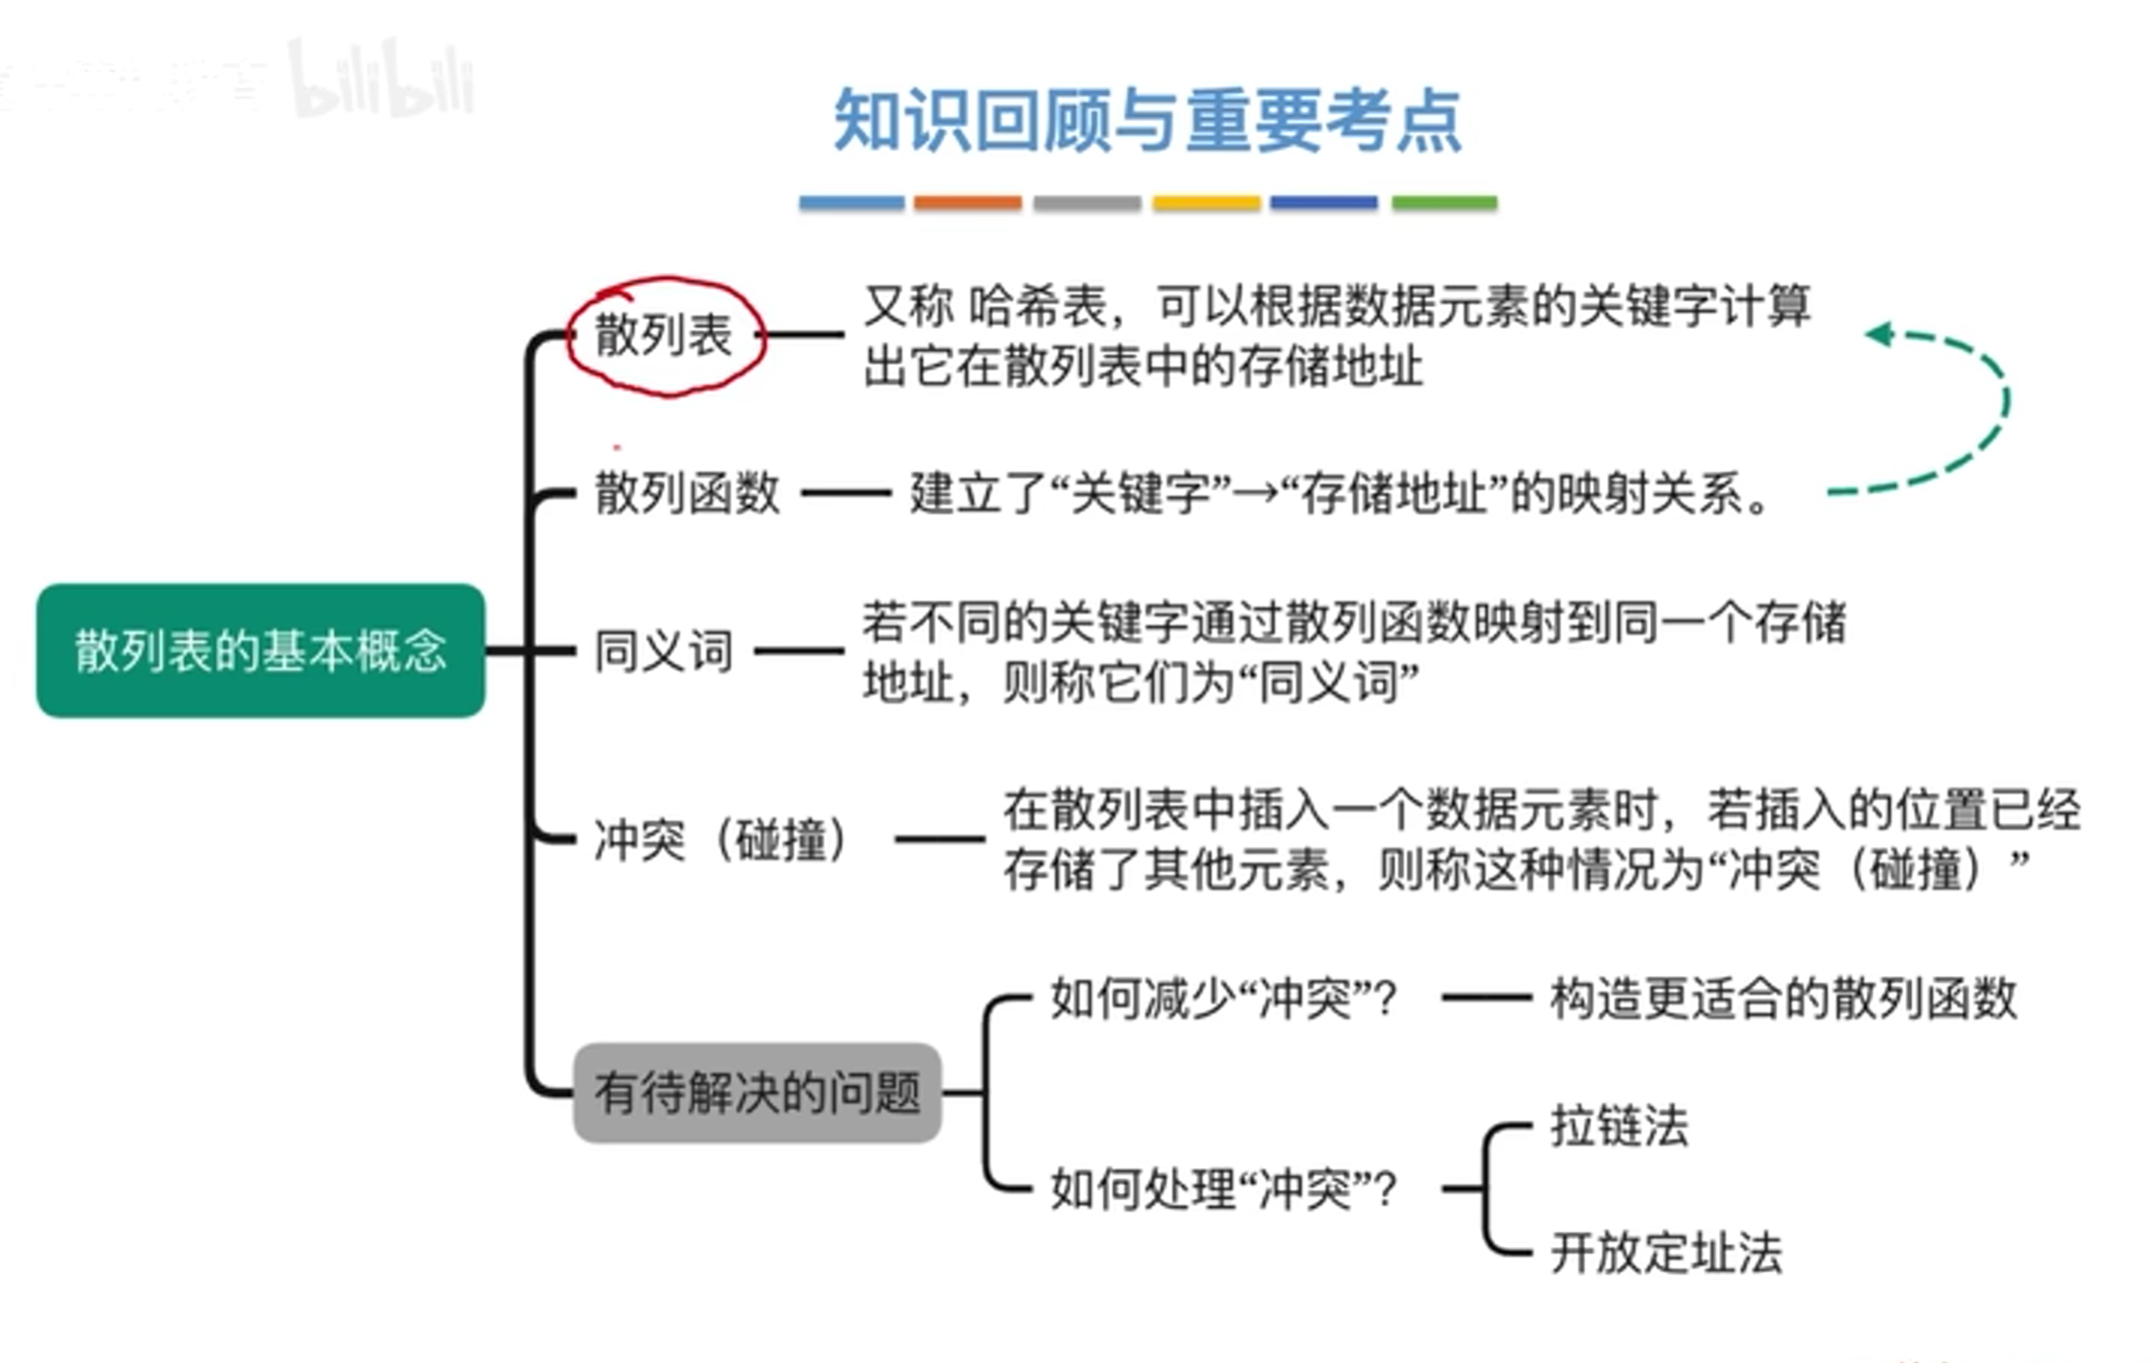 bilibili
知识回顾与重要考点
散列表的基本概念
散列表
又称 哈希表，可以根据数据元素的关键字计算
出它在散列表中的存储地址
散列函数
建立了“关键字”→“存储地址”的映射关系。
同义词
若不同的关键字通过散列函数映射到同一个存储
地址，则称它们为“同义词”
冲突（碰撞）
在散列表中插入一个数据元素时，若插入的位置已经
存储了其他元素，则称这种情况为“冲突（碰撞）”
有待解决的问题
如何减少“冲突”？
构造更适合的散列函数
如何处理“冲突”？
拉链法
开放定址法